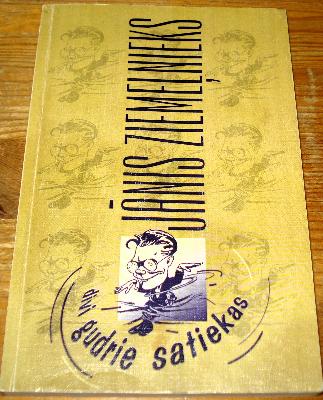 JĀNIS ZIEMEĻNIEKS
Divi gudrie satiekas